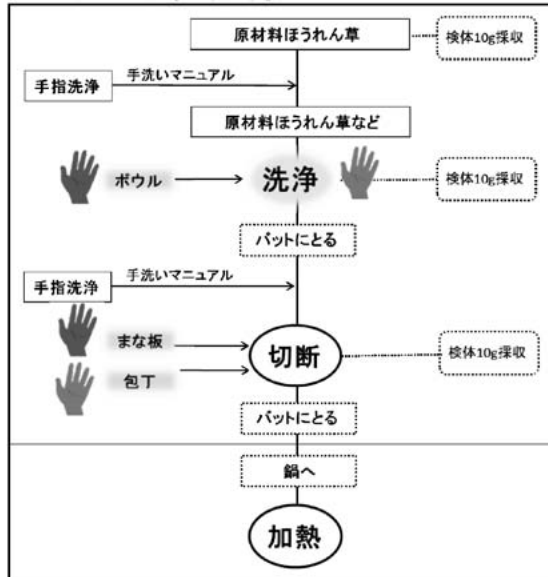 原材料ほうれん草
検体10g採収
手洗いマニュアル
手指洗浄
原材料ほうれん草など
ボウル
洗浄
検体10g採収
バットにとる
手洗いマニュアル
手指洗浄
まな板
切断
検体10g採収
包丁
バットにとる
鍋へ
加熱